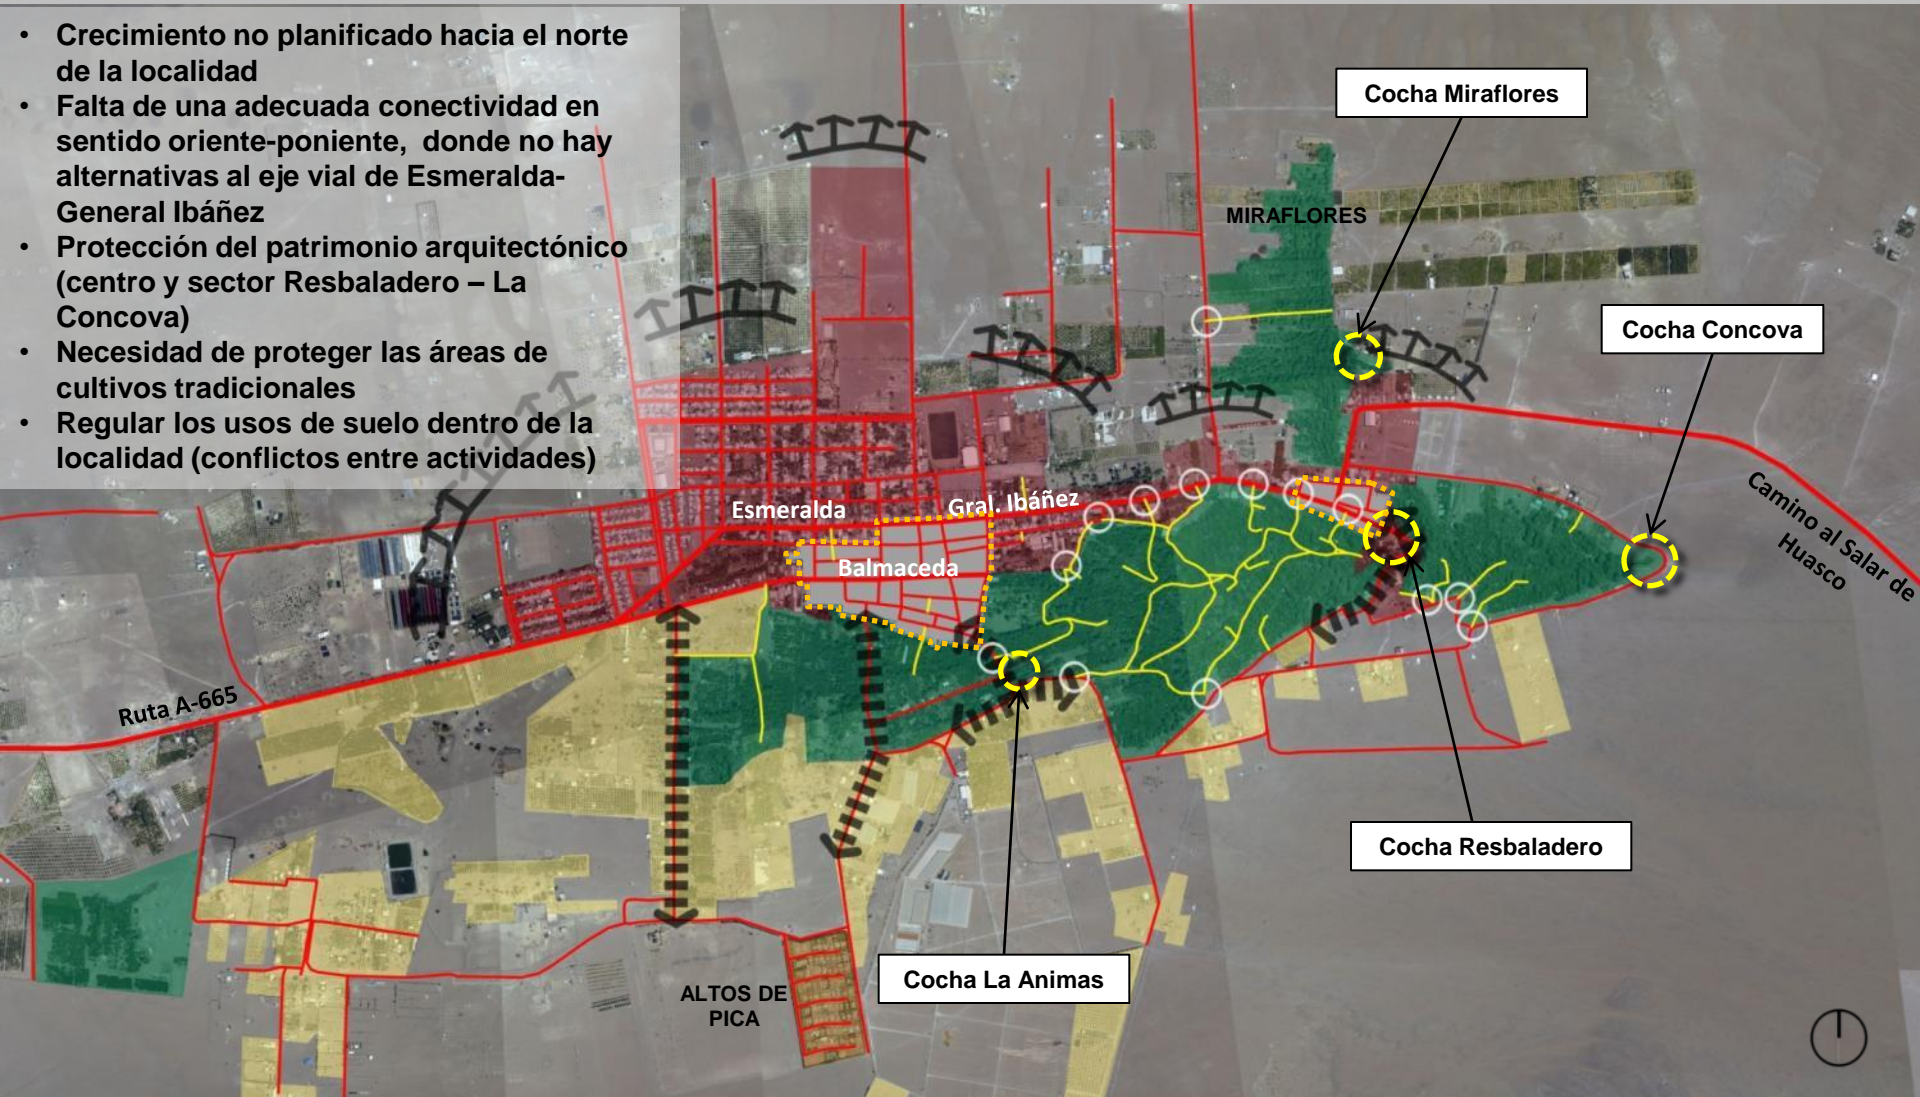 • Crecimiento no planificado hacia el norte
de la localidad
• Falta de una adecuada conectividad en
sentido oriente-poniente, donde no hay
alternativas al eje vial de Esmeralda-
General Ibáñez
• Protección del patrimonio arquitectónico
(centro y sector Resbaladero – La
Concova)
• Necesidad de proteger las áreas de
cultivos tradicionales
• Regular los usos de suelo dentro de la
localidad (conflictos entre actividades)
Cocha Miraflores
MIRAFLORES
Cocha Concova
Camino al Salar de
Huasco
Esmeralda
Gral. Ibáñez
Balmaceda
Ruta A-665
Cocha Resbaladero
Cocha La Animas
ALTOS DE
PICA